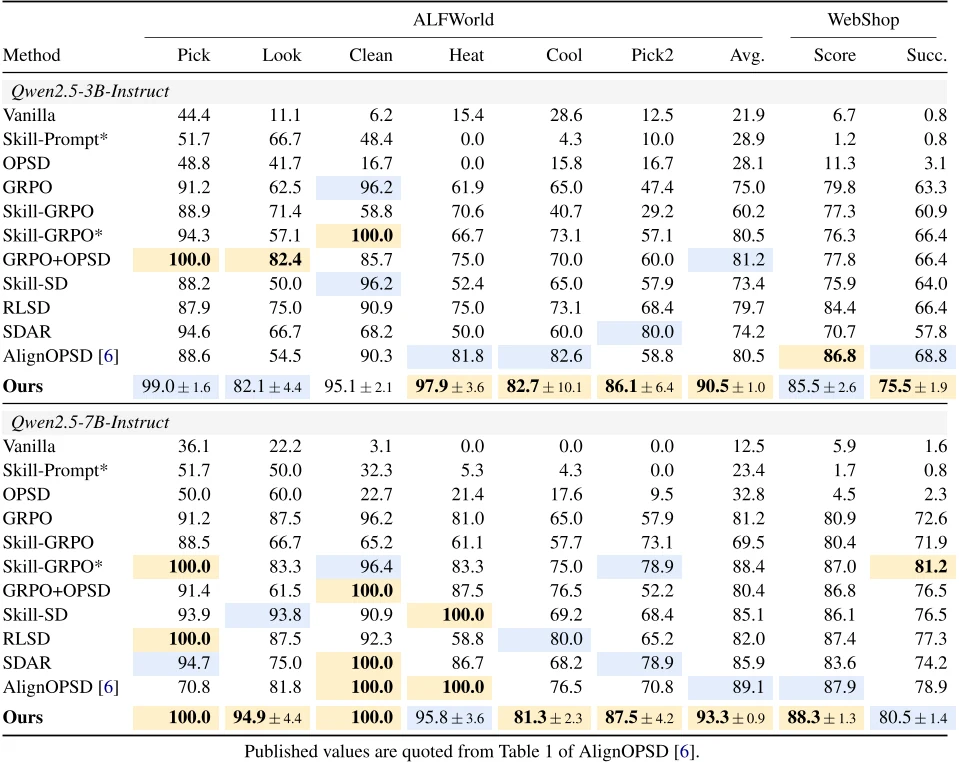 ALFWorld WebShop
Method Pick Look Clean Heat Cool Pick2 Avg. Score Succ.
Qwen2.5-3B-Instruct
Vanilla 44.4 11.1 6.2 15.4 28.6 12.5 21.9 6.7 0.8
Skill-Prompt* 51.7 66.7 48.4 0.0 4.3 10.0 28.9 1.2 0.8
OPSD 48.8 41.7 16.7 0.0 15.8 16.7 28.1 11.3 3.1
GRPO 91.2 62.5 96.2 61.9 65.0 47.4 75.0 79.8 63.3
Skill-GRPO 88.9 71.4 58.8 70.6 40.7 29.2 60.2 77.3 60.9
Skill-GRPO* 94.3 57.1 100.0 66.7 73.1 57.1 80.5 76.3 66.4
GRPO+OPSD 100.0 82.4 85.7 75.0 70.0 60.0 81.2 77.8 66.4
Skill-SD 88.2 50.0 96.2 52.4 65.0 57.9 73.4 75.9 64.0
RLSD 87.9 75.0 90.9 75.0 73.1 68.4 79.7 84.4 66.4
SDAR 94.6 66.7 68.2 50.0 60.0 80.0 74.2 70.7 57.8
AlignOPSD [6] 88.6 54.5 90.3 81.8 82.6 58.8 80.5 86.8 68.8
Ours 99.0 ± 1.6 82.1 ± 4.4 95.1 ± 2.1 97.9 ± 3.6 82.7 ± 10.1 86.1 ± 6.4 90.5 ± 1.0 85.5 ± 2.6 75.5 ± 1.9
Qwen2.5-7B-Instruct
Vanilla 36.1 22.2 3.1 0.0 0.0 0.0 12.5 5.9 1.6
Skill-Prompt* 51.7 50.0 32.3 5.3 4.3 0.0 23.4 1.7 0.8
OPSD 50.0 60.0 22.7 21.4 17.6 9.5 32.8 4.5 2.3
GRPO 91.2 87.5 96.2 81.0 65.0 57.9 81.2 80.9 72.6
Skill-GRPO 88.5 66.7 65.2 61.1 57.7 73.1 69.5 80.4 71.9
Skill-GRPO* 100.0 83.3 96.4 83.3 75.0 78.9 88.4 87.0 81.2
GRPO+OPSD 91.4 61.5 100.0 87.5 76.5 52.2 80.4 86.8 76.5
Skill-SD 93.9 93.8 90.9 100.0 69.2 68.4 85.1 86.1 76.5
RLSD 100.0 87.5 92.3 58.8 80.0 65.2 82.0 87.4 77.3
SDAR 94.7 75.0 100.0 86.7 68.2 78.9 85.9 83.6 74.2
AlignOPSD [6] 70.8 81.8 100.0 100.0 76.5 70.8 89.1 87.9 78.9
Ours 100.0 94.9 ± 4.4 100.0 95.8 ± 3.6 81.3 ± 2.3 87.5 ± 4.2 93.3 ± 0.9 88.3 ± 1.3 80.5 ± 1.4
Published values are quoted from Table 1 of AlignOPSD [6].